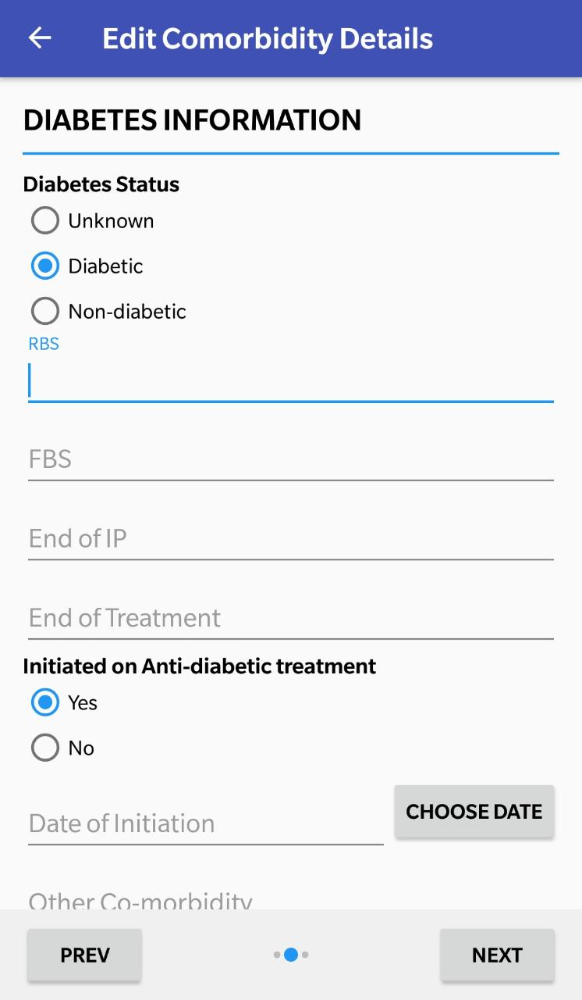 Edit Comorbidity Details
DIABETES INFORMATION
Diabetes Status
Unknown
Diabetic
Non-diabetic
RBS
FBS
End of IP
End of Treatment
Initiated on Anti-diabetic treatment
Yes
No
Date of Initiation
CHOOSE DATE
Other Co-morbidity
PREV
NEXT